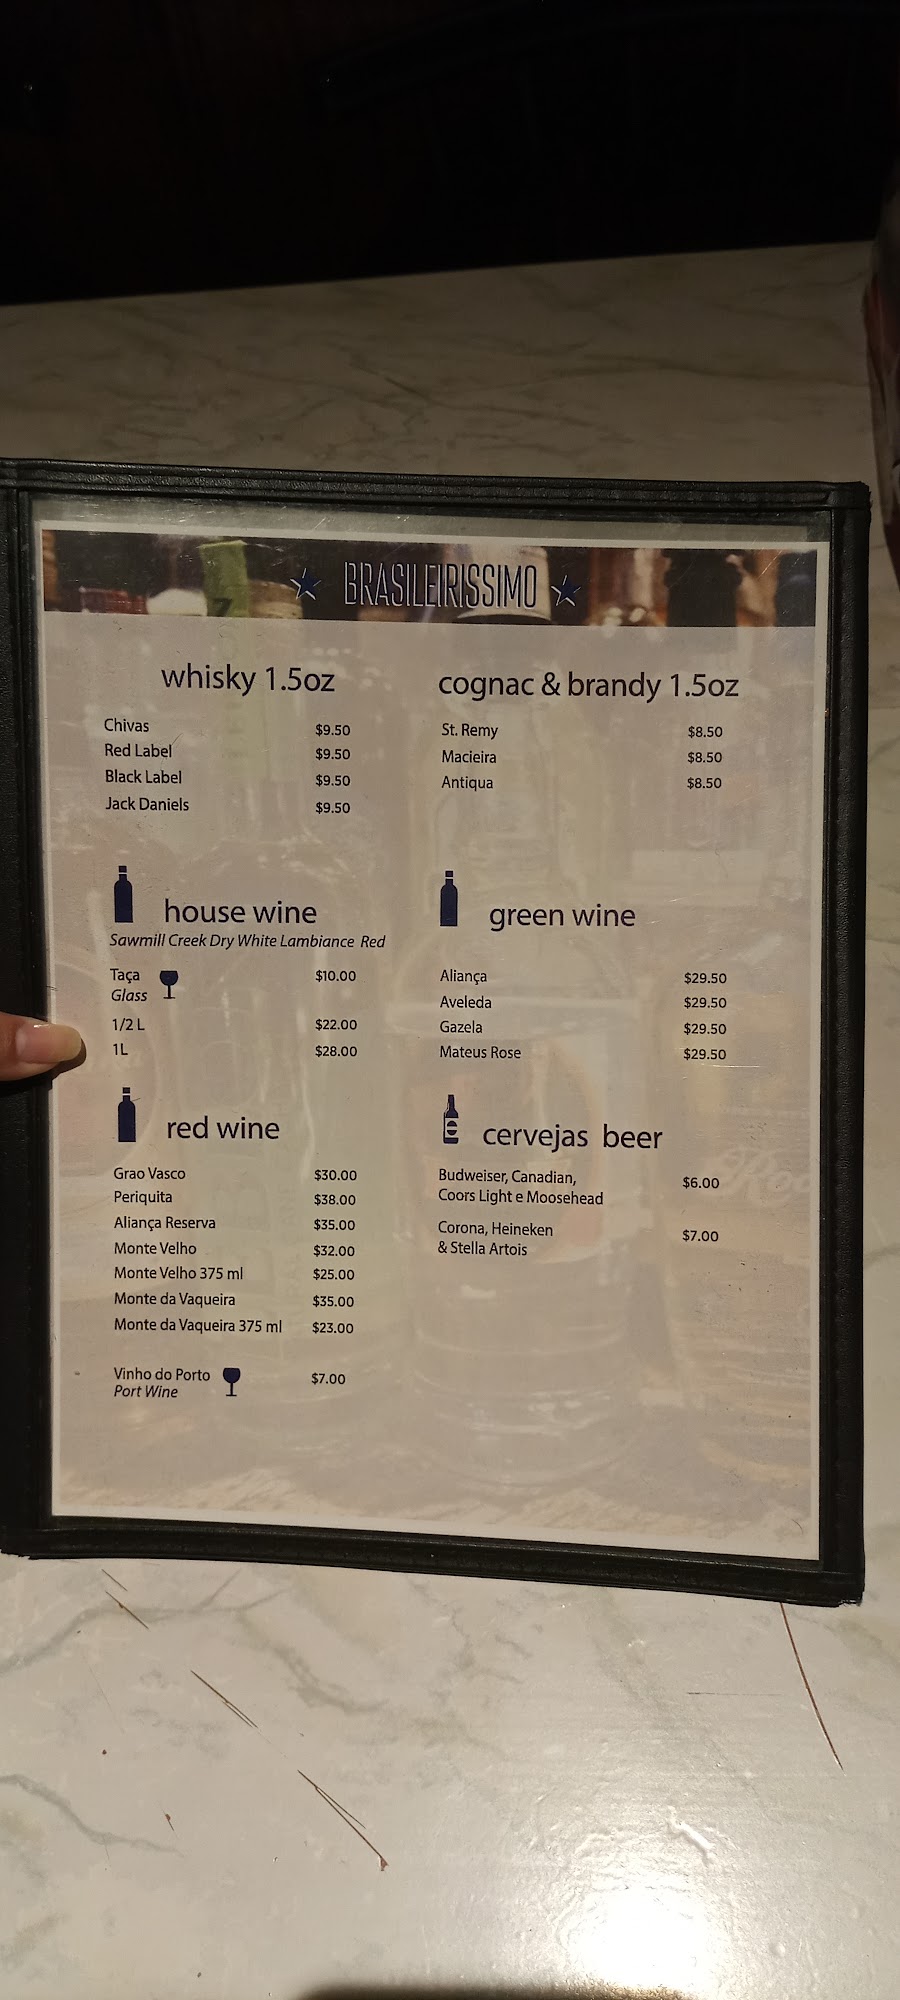 BRASILEIRISSIMO
whisky 1.5oz
Chivas $9.50
Red Label $9.50
Black Label $9.50
Jack Daniels $9.50
cognac & brandy 1.5oz
St. Remy $8.50
Macieira $8.50
Antiqua $8.50
house wine
Sawmill Creek Dry White Lambiance Red
Taça $10.00
Glass
1/2 L $22.00
1L $28.00
green wine
Aliança $29.50
Aveleda $29.50
Gazela $29.50
Mateus Rose $29.50
red wine
Grao Vasco $30.00
Periquita $38.00
Aliança Reserva $35.00
Monte Velho $32.00
Monte Velho 375 ml $25.00
Monte da Vaqueira $35.00
Monte da Vaqueira 375 ml $23.00
Vinho do Porto $7.00
Port Wine
cervejas beer
Budweiser, Canadian, $6.00
Coors Light e Moosehead
Corona, Heineken $7.00
& Stella Artois